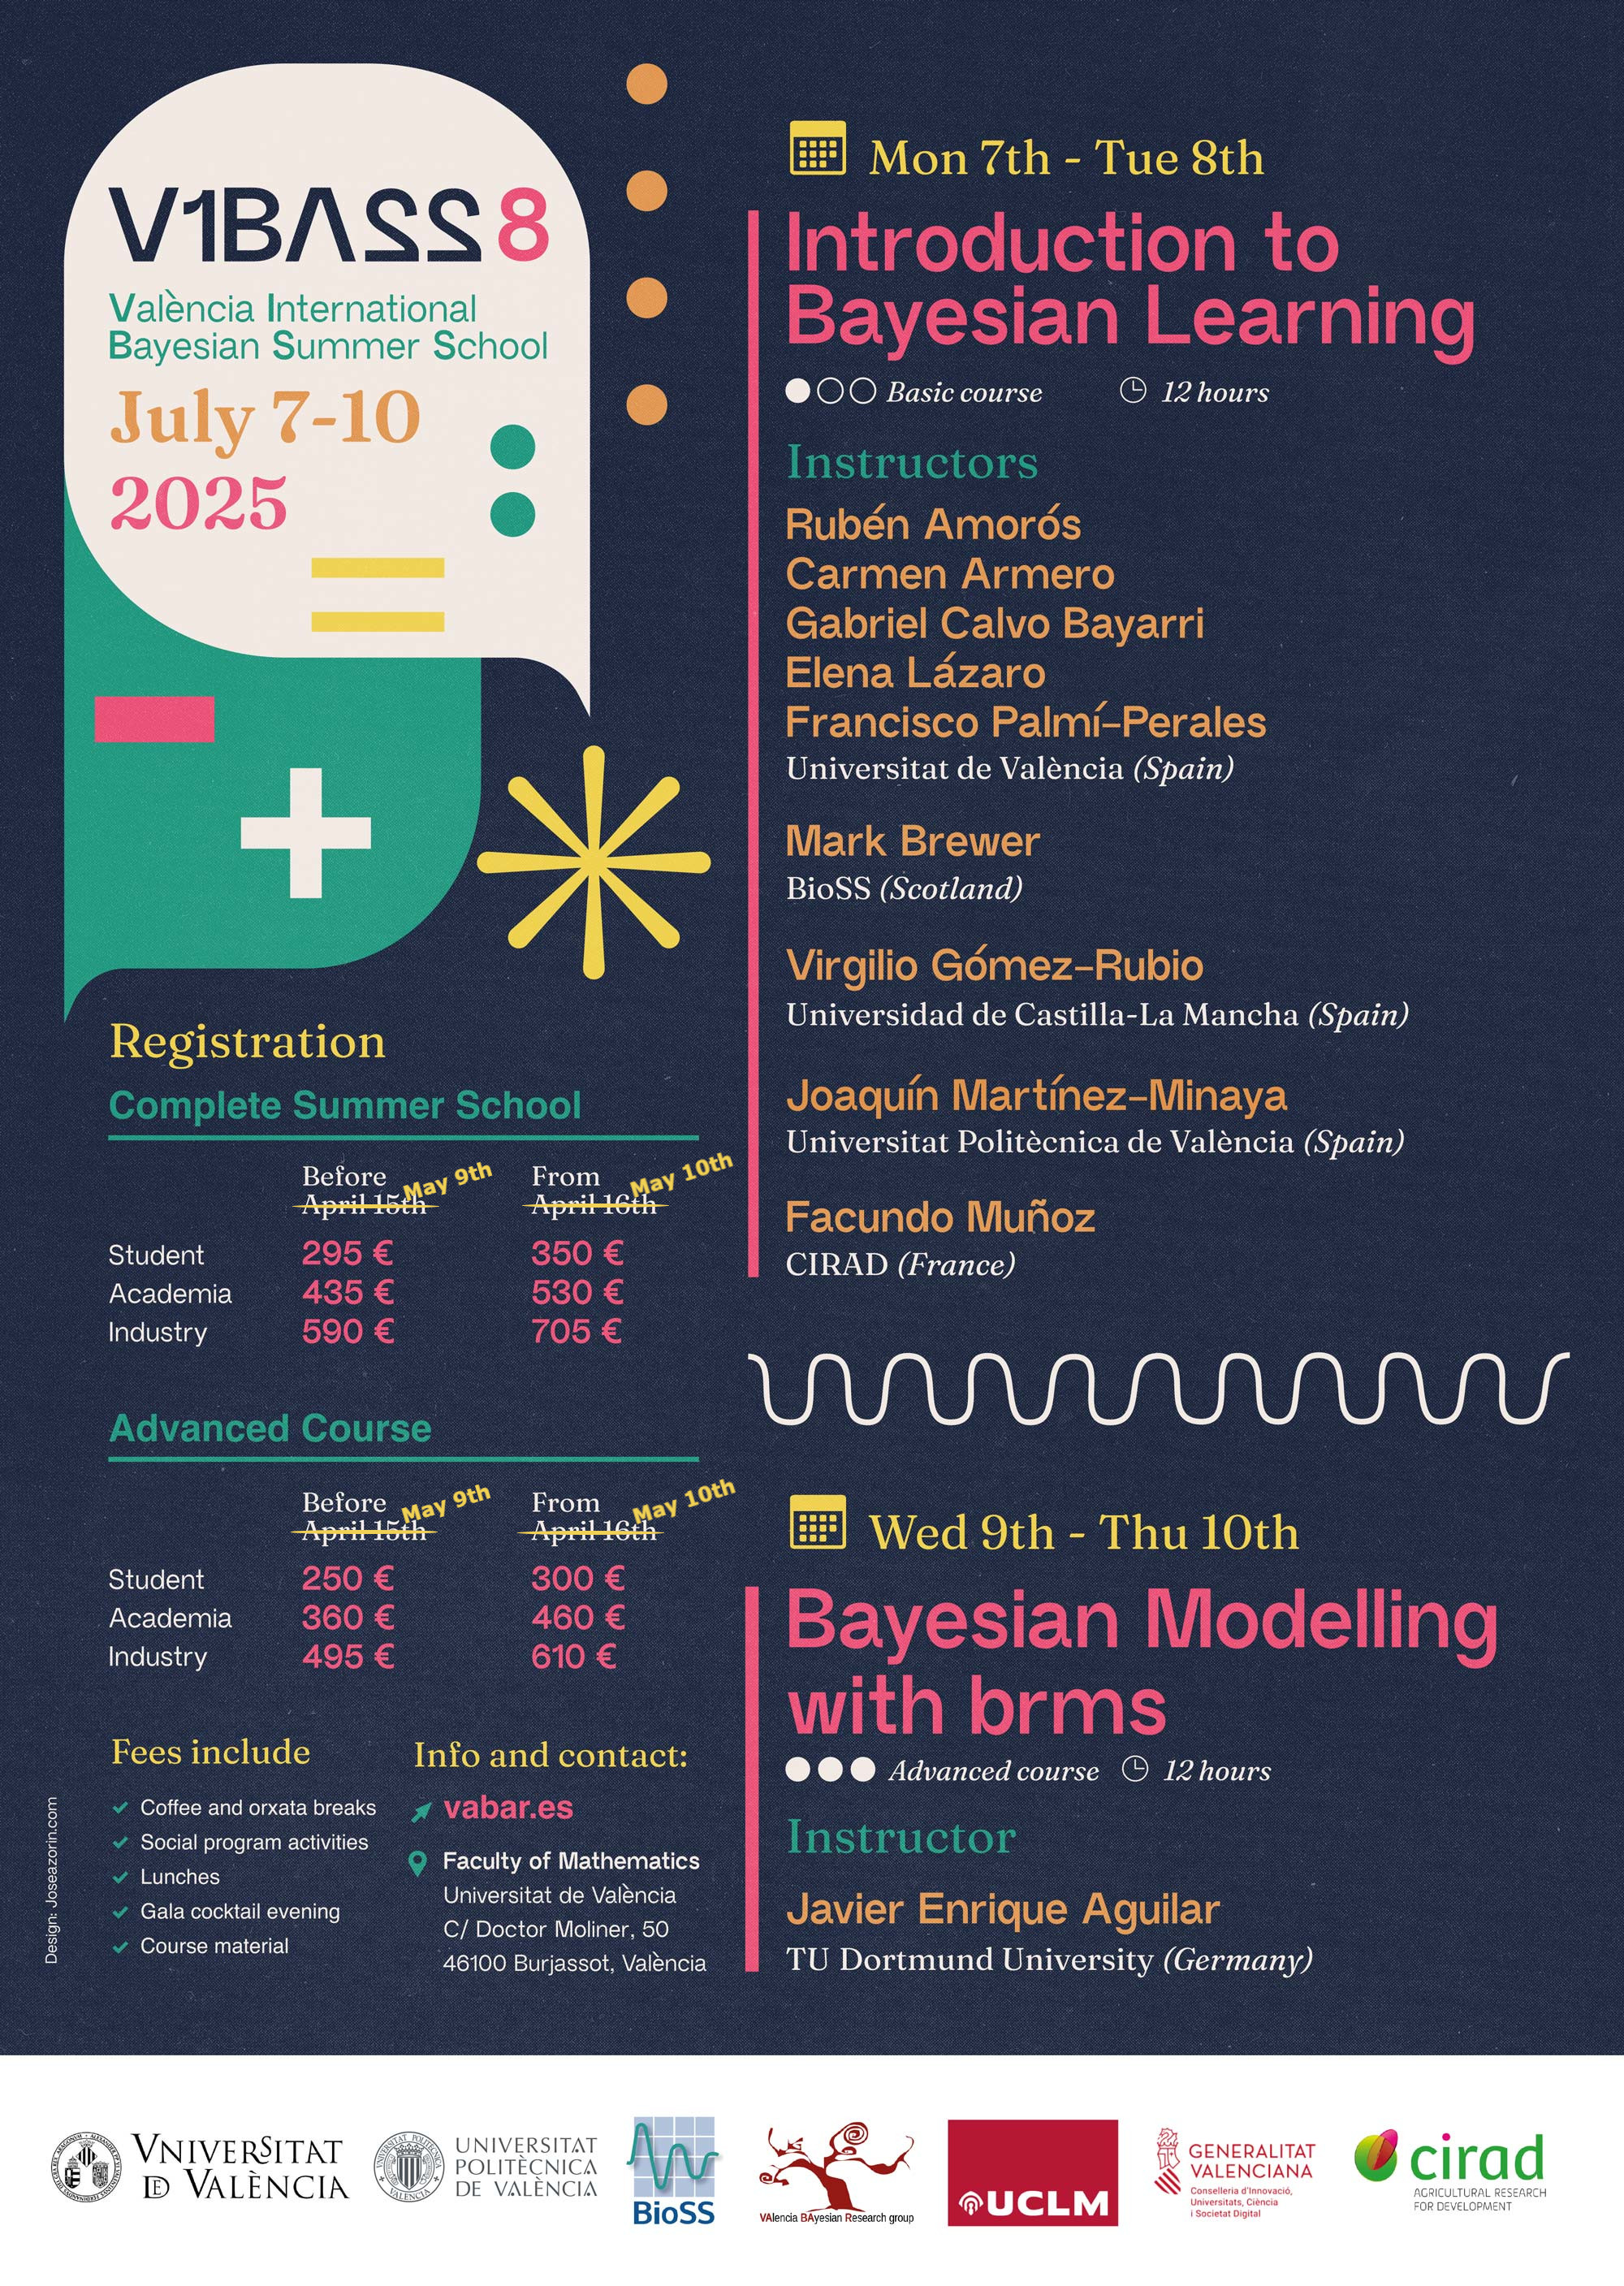 V1BASS 8
València International
Bayesian Summer School
July 7-10
2025
Registration
Complete Summer School
Before April 15th May 9th From April 16th May 10th
Student 295 € 350 €
Academia 435 € 530 €
Industry 590 € 705 €
Advanced Course
Before April 15th May 9th From April 16th May 10th
Student 250 € 300 €
Academia 360 € 460 €
Industry 495 € 610 €
Fees include
Coffee and orxata breaks
Social program activities
Lunches
Gala cocktail evening
Course material
Info and contact:
vabar.es
Faculty of Mathematics
Universitat de València
C/ Doctor Moliner, 50
46100 Burjassot, València
Design: Joseazorin.com
Mon 7th - Tue 8th
Introduction to
Bayesian Learning
Basic course 12 hours
Instructors
Rubén Amorós
Carmen Armero
Gabriel Calvo Bayarri
Elena Lázaro
Francisco Palmí-Perales
Universitat de València (Spain)
Mark Brewer
BioSS (Scotland)
Virgilio Gómez-Rubio
Universidad de Castilla-La Mancha (Spain)
Joaquín Martínez-Minaya
Universitat Politècnica de València (Spain)
Facundo Muñoz
CIRAD (France)
Wed 9th - Thu 10th
Bayesian Modelling
with brms
Advanced course 12 hours
Instructor
Javier Enrique Aguilar
TU Dortmund University (Germany)
VNIVERSITAT
DE VALÈNCIA
UNIVERSITAT
POLITÈCNICA
DE VALÈNCIA
BioSS
VAlencia BAyesian Research group
UCLM
GENERALITAT
VALENCIANA
Conselleria d'Innovació,
Universitats, Ciència
i Societat Digital
cirad
AGRICULTURAL RESEARCH
FOR DEVELOPMENT